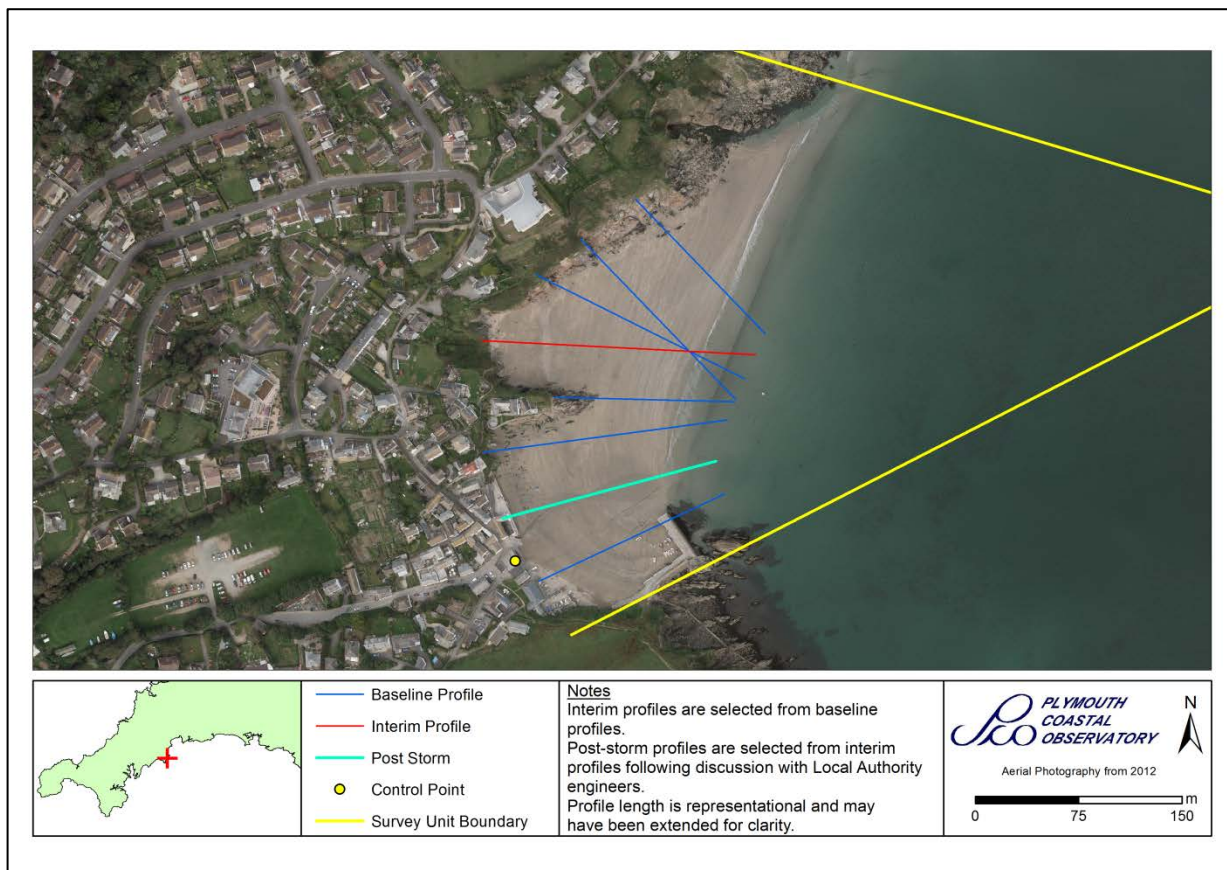 Baseline Profile
Interim Profile
Post Storm
Control Point
Survey Unit Boundary
Notes
Interim profiles are selected from baseline
profiles.
Post-storm profiles are selected from interim
profiles following discussion with Local Authority
engineers.
Profile length is representational and may
have been extended for clarity.
PCO
PLYMOUTH
COASTAL
OBSERVATORY
N
Aerial Photography from 2012
m
0 75 150